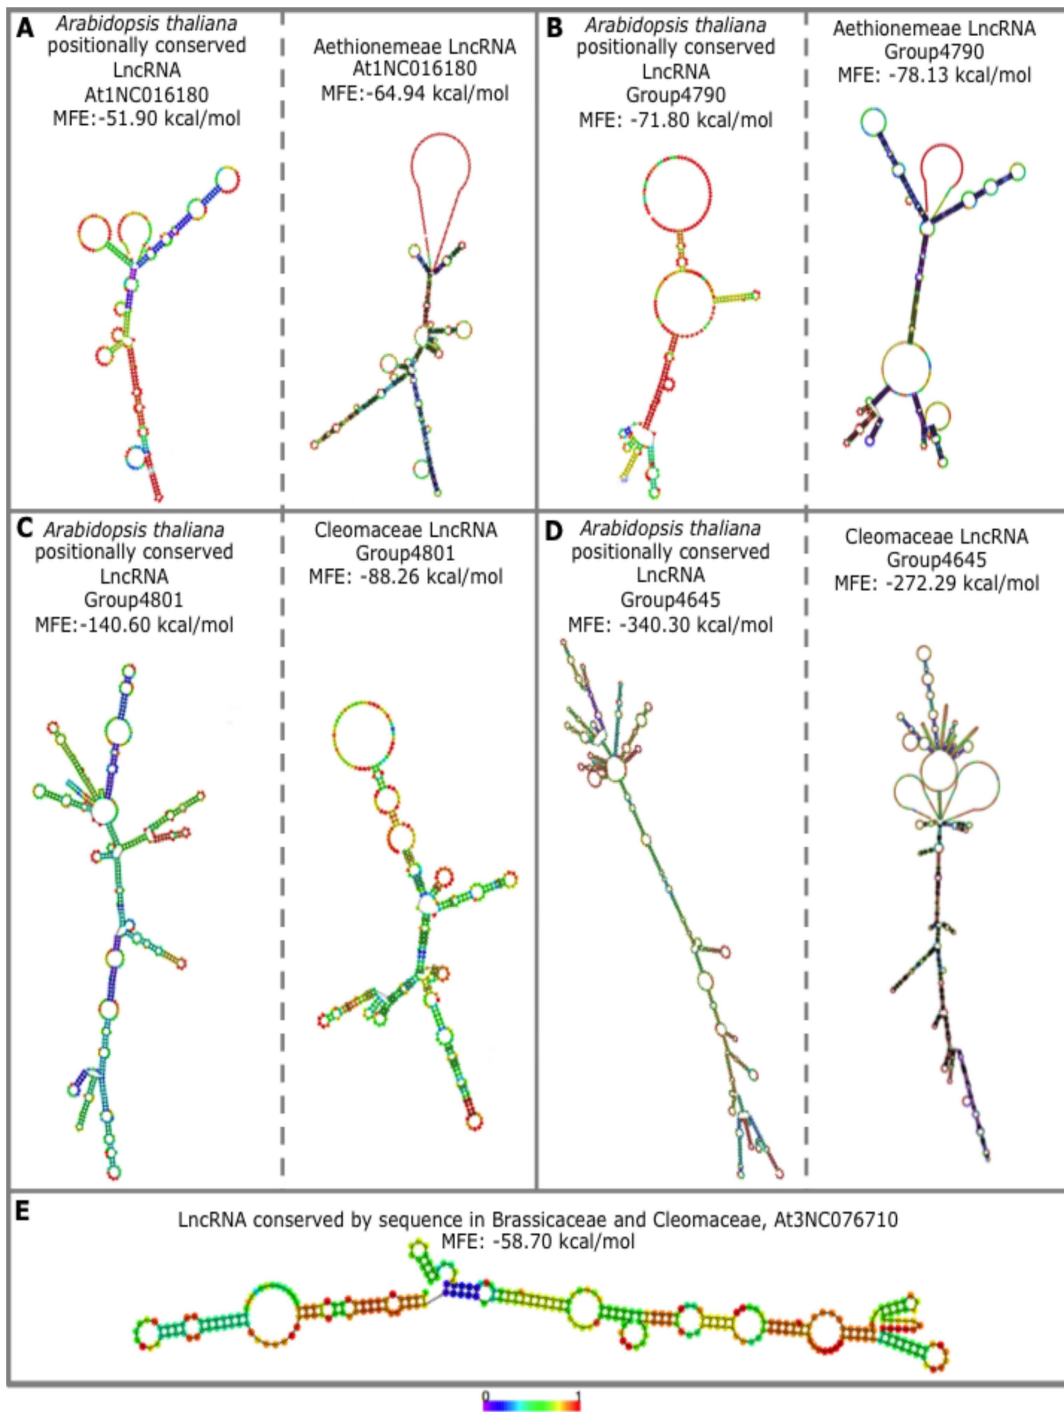 A
Arabidopsis thaliana
positionally conserved
LncRNA
At1NC016180
MFE:-51.90 kcal/mol
Aethionemeae LncRNA
At1NC016180
MFE:-64.94 kcal/mol
B
Arabidopsis thaliana
positionally conserved
LncRNA
Group4790
MFE: -71.80 kcal/mol
Aethionemeae LncRNA
Group4790
MFE: -78.13 kcal/mol
C
Arabidopsis thaliana
positionally conserved
LncRNA
Group4801
MFE:-140.60 kcal/mol
Cleomaceae LncRNA
Group4801
MFE: -88.26 kcal/mol
D
Arabidopsis thaliana
positionally conserved
LncRNA
Group4645
MFE: -340.30 kcal/mol
Cleomaceae LncRNA
Group4645
MFE: -272.29 kcal/mol
E
LncRNA conserved by sequence in Brassicaceae and Cleomaceae, At3NC076710
MFE: -58.70 kcal/mol
0 1